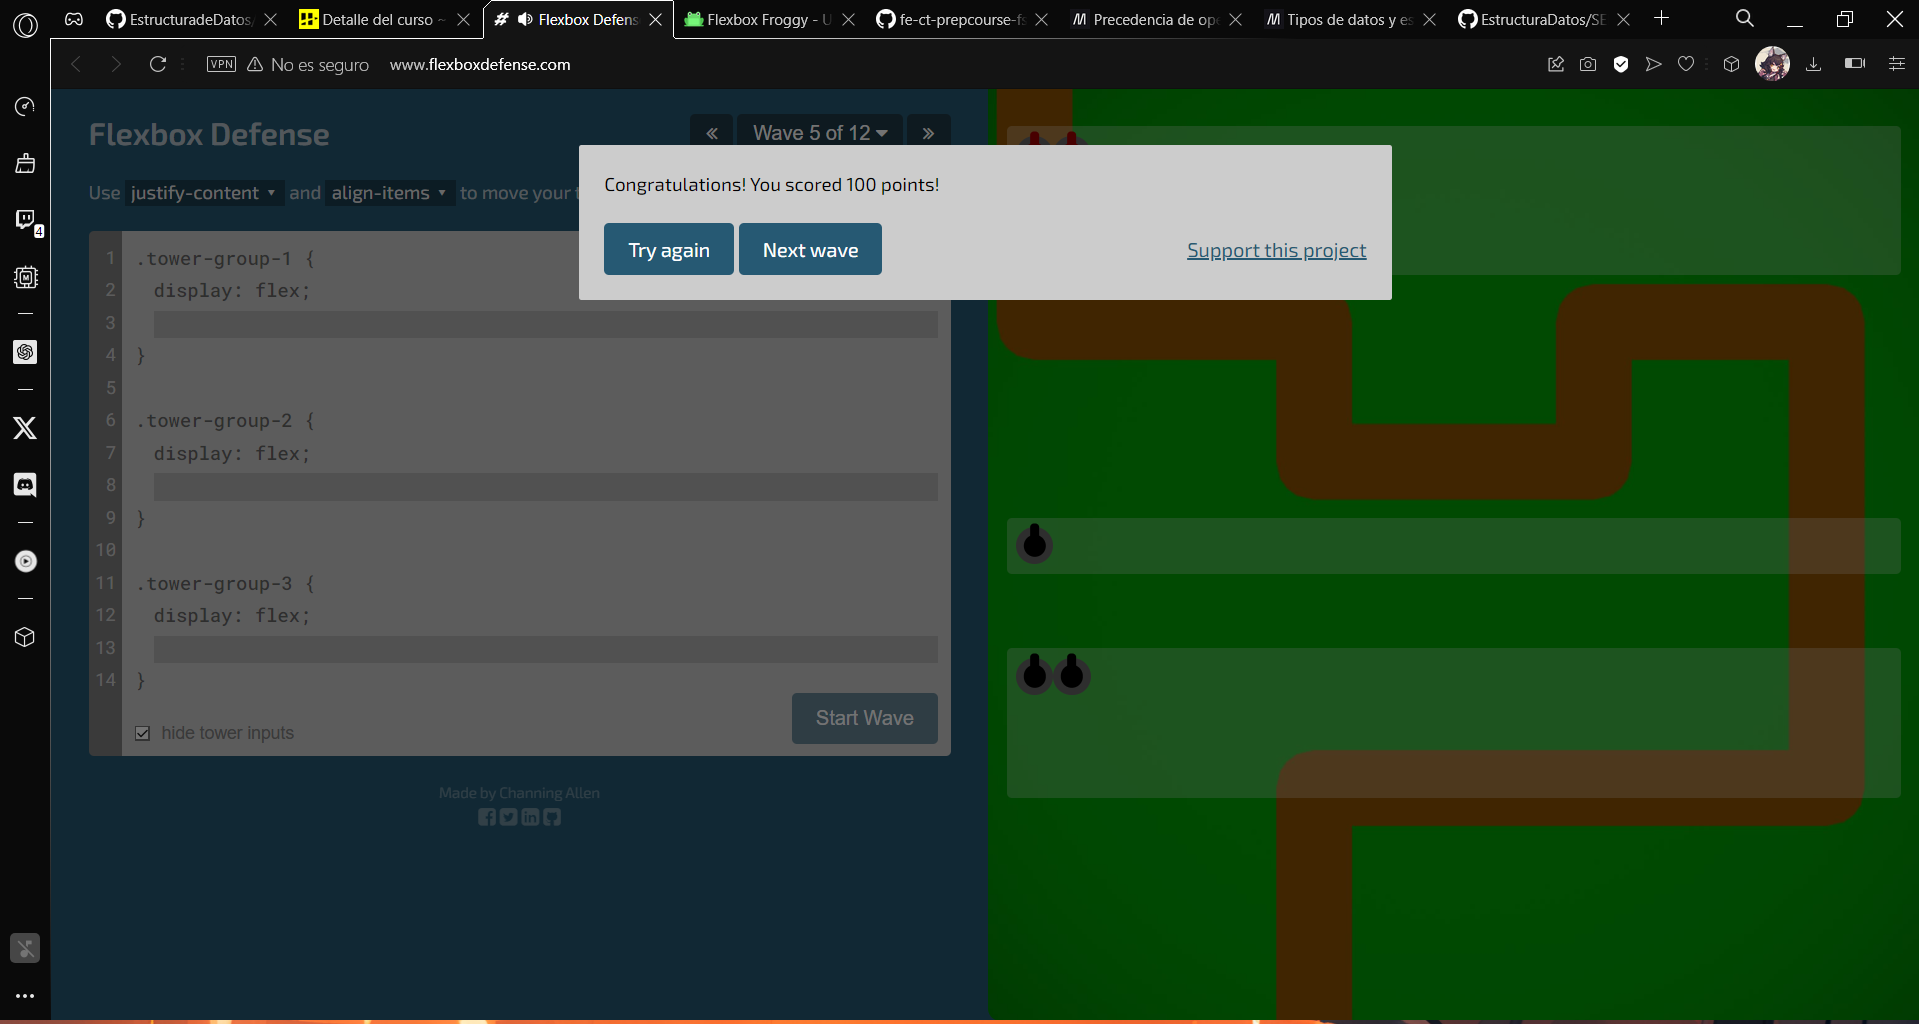 EstructuradeDatos/
Detalle del curso ~
Flexbox Defens
Flexbox Froggy - U
fe-ct-prepcourse-fs
Precedencia de ope
Tipos de datos y es
EstructuraDatos/SE
VPN
No es seguro
www.flexboxdefense.com
4
Flexbox Defense
«
Wave 5 of 12
»
Use justify-content and align-items to move your t
Congratulations! You scored 100 points!
Try again
Next wave
Support this project
1 .tower-group-1 {
2 display: flex;
3
4 }
5
6 .tower-group-2 {
7 display: flex;
8
9 }
10
11 .tower-group-3 {
12 display: flex;
13
14 }
hide tower inputs
Start Wave
Made by Channing Allen